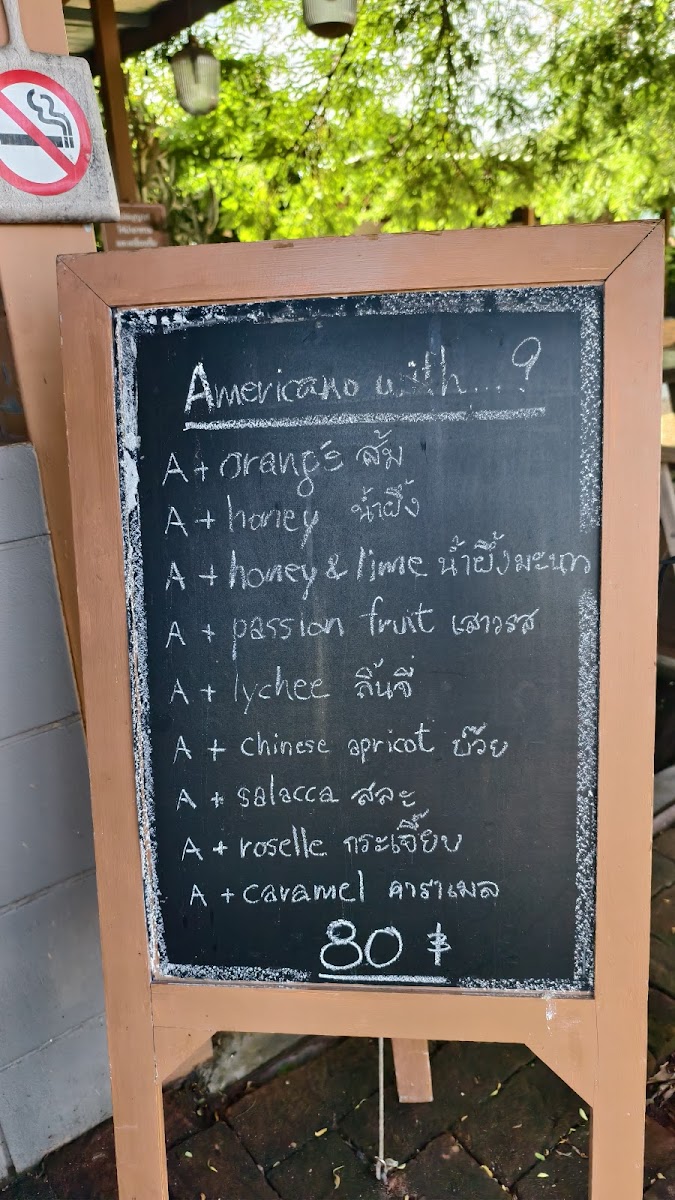 Americano with...?
A + orange ส้ม
A + honey น้ำผึ้ง
A + honey & lime น้ำผึ้งมะนาว
A + passion fruit เสาวรส
A + lychee ลิ้นจี่
A + chinese apricot บ๊วย
A + salacca สละ
A + roselle กระเจี๊ยบ
A + caramel คาราเมล
80 ฿